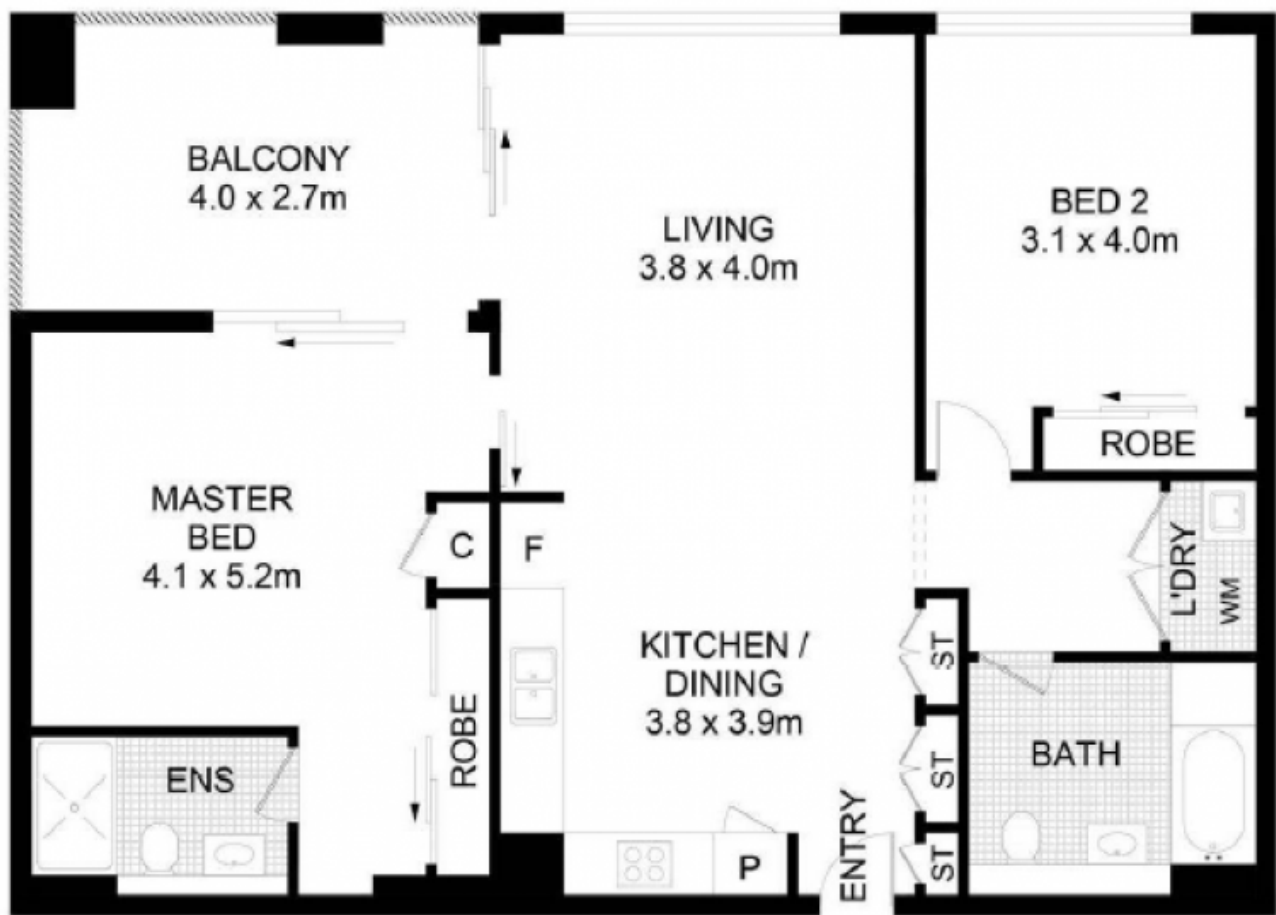 BALCONY
4.0 x 2.7m
LIVING
3.8 x 4.0m
BED 2
3.1 x 4.0m
ROBE
MASTER
BED
4.1 x 5.2m
C
F
L'DRY
WM
KITCHEN /
DINING
3.8 x 3.9m
ST
ROBE
ENS
ST
BATH
ENTRY
P
ST